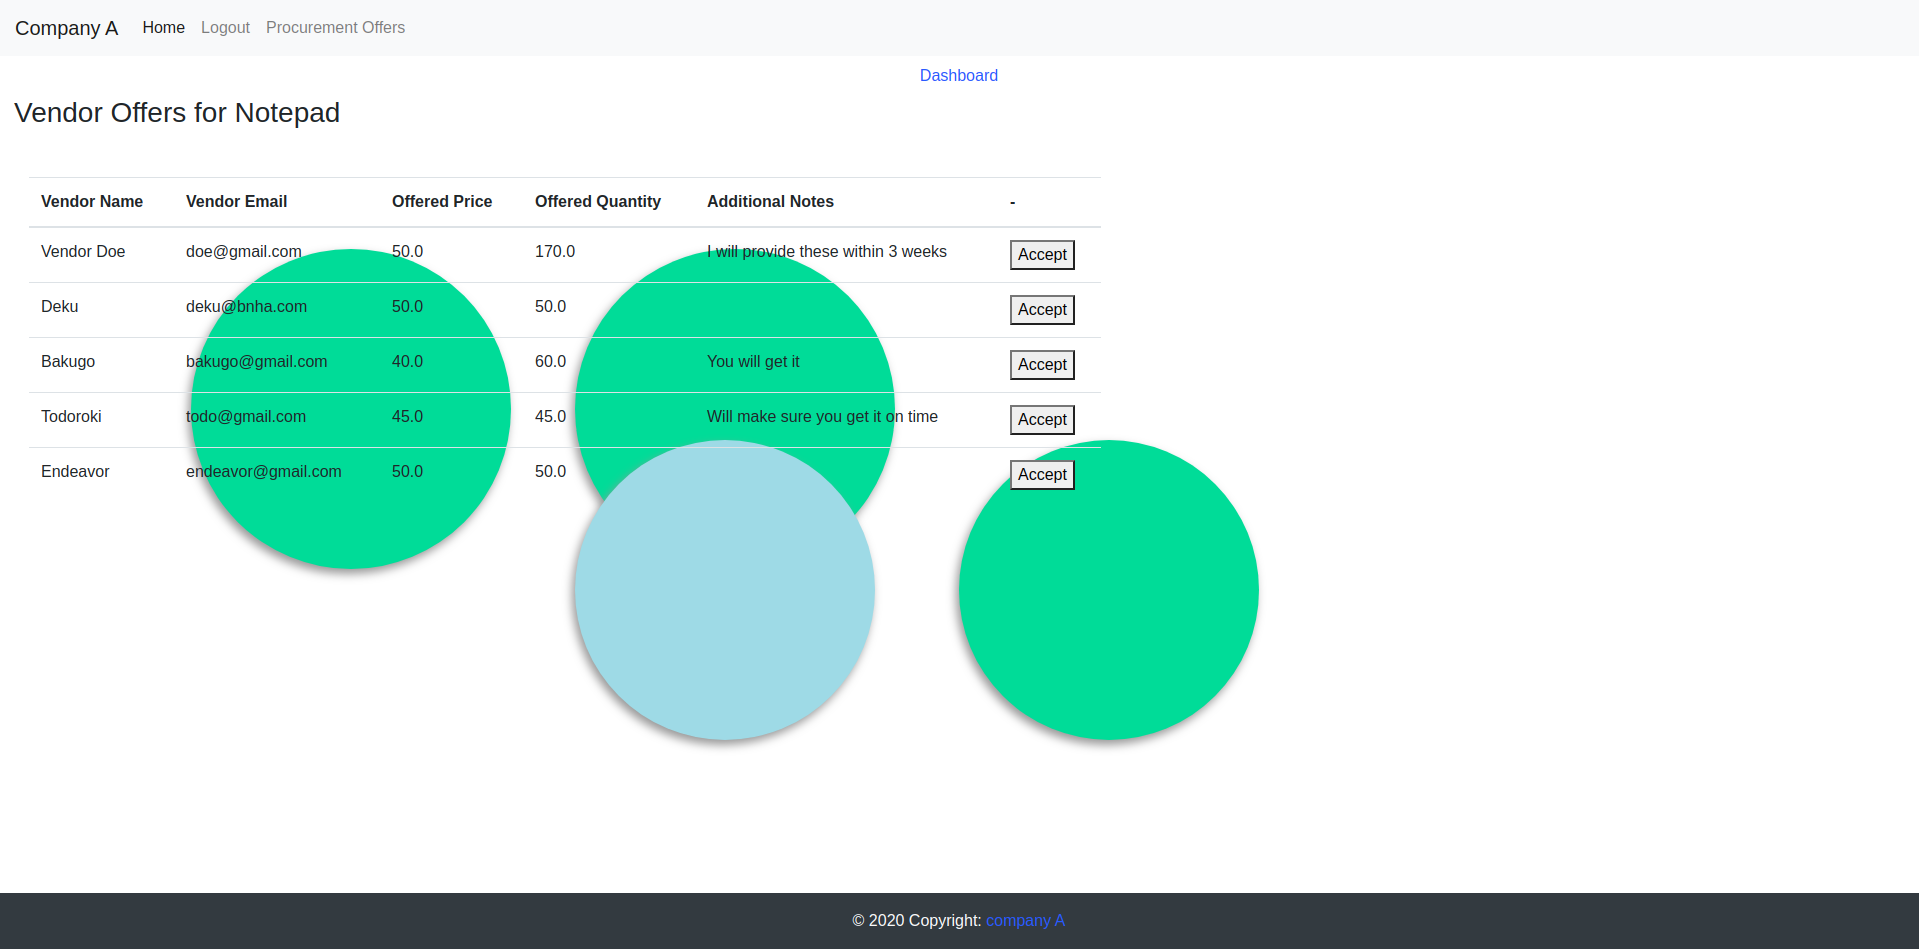 Company A Home Logout Procurement Offers
Dashboard
Vendor Offers for Notepad
Vendor Name Vendor Email Offered Price Offered Quantity Additional Notes -
Vendor Doe doe@gmail.com 50.0 170.0 I will provide these within 3 weeks Accept
Deku deku@bnha.com 50.0 50.0 Accept
Bakugo bakugo@gmail.com 40.0 60.0 You will get it Accept
Todoroki todo@gmail.com 45.0 45.0 Will make sure you get it on time Accept
Endeavor endeavor@gmail.com 50.0 50.0 Accept
© 2020 Copyright: company A